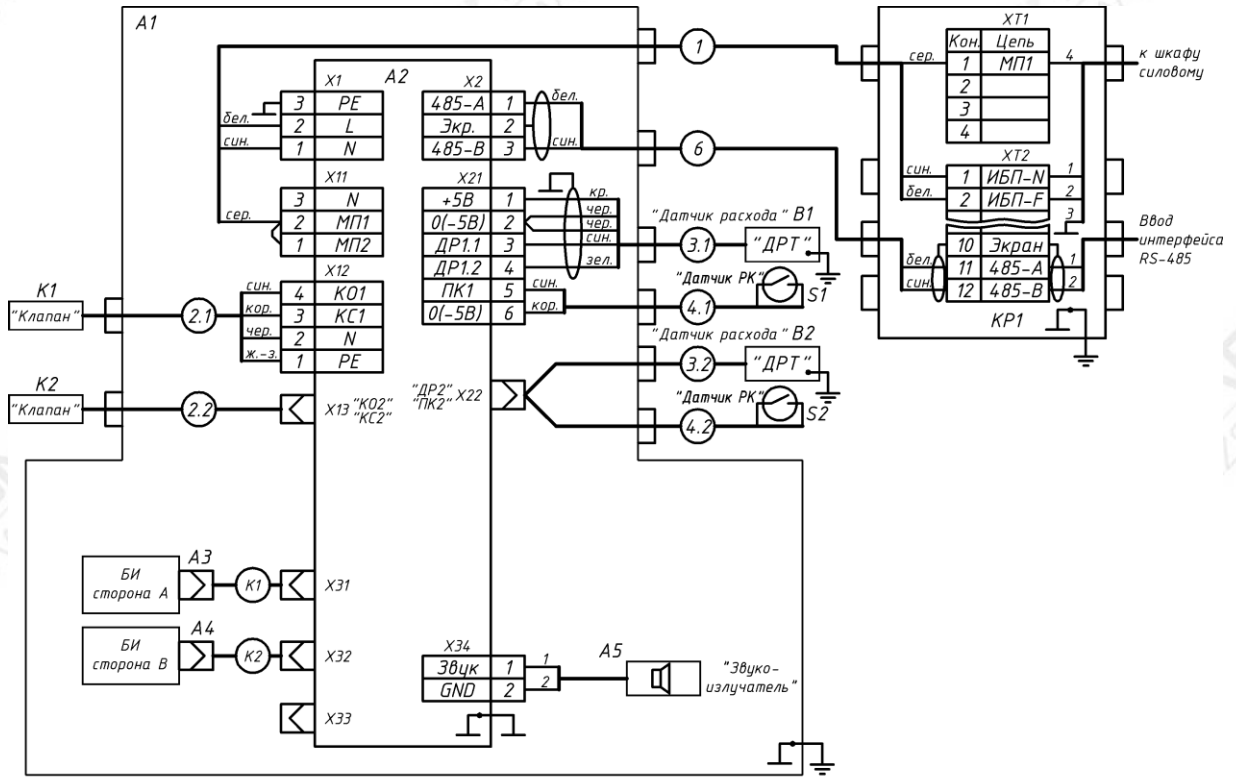 A1
A2
X1
3 PE
2 L
1 N
бел.
син.
X11
3 N
2 МП1
1 МП2
сер.
X12
4 КО1
3 КС1
2 N
1 PE
син.
кор.
чер.
ж.-з.
К1
"Клапан"
2.1
К2
"Клапан"
2.2
X13 "КО2"
"КС2"
X2
485-А 1
Экр. 2
485-В 3
бел.
син.
X21
+5В 1
0(-5В) 2
ДР1.1 3
ДР1.2 4
ПК1 5
0(-5В) 6
кр.
чер.
чер.
син.
зел.
син.
кор.
"ДР2" X22
"ПК2"
1
6
"Датчик расхода" B1
3.1
"ДРТ"
"Датчик РК"
4.1
S1
"Датчик расхода" B2
3.2
"ДРТ"
"Датчик РК"
4.2
S2
XT1
Кон. Цепь
1 МП1
2
3
4
сер.
4
к шкафу
силовому
XT2
1 ИБП-N
2 ИБП-F
10 Экран
11 485-А
12 485-В
син.
бел.
бел.
син.
1
2
3
1
2
КР1
Ввод
интерфейса
RS-485
БИ
сторона А
A3
К1
X31
БИ
сторона В
A4
К2
X32
X33
X34
Звук 1
GND 2
1
2
A5
"Звуко-
излучатель"